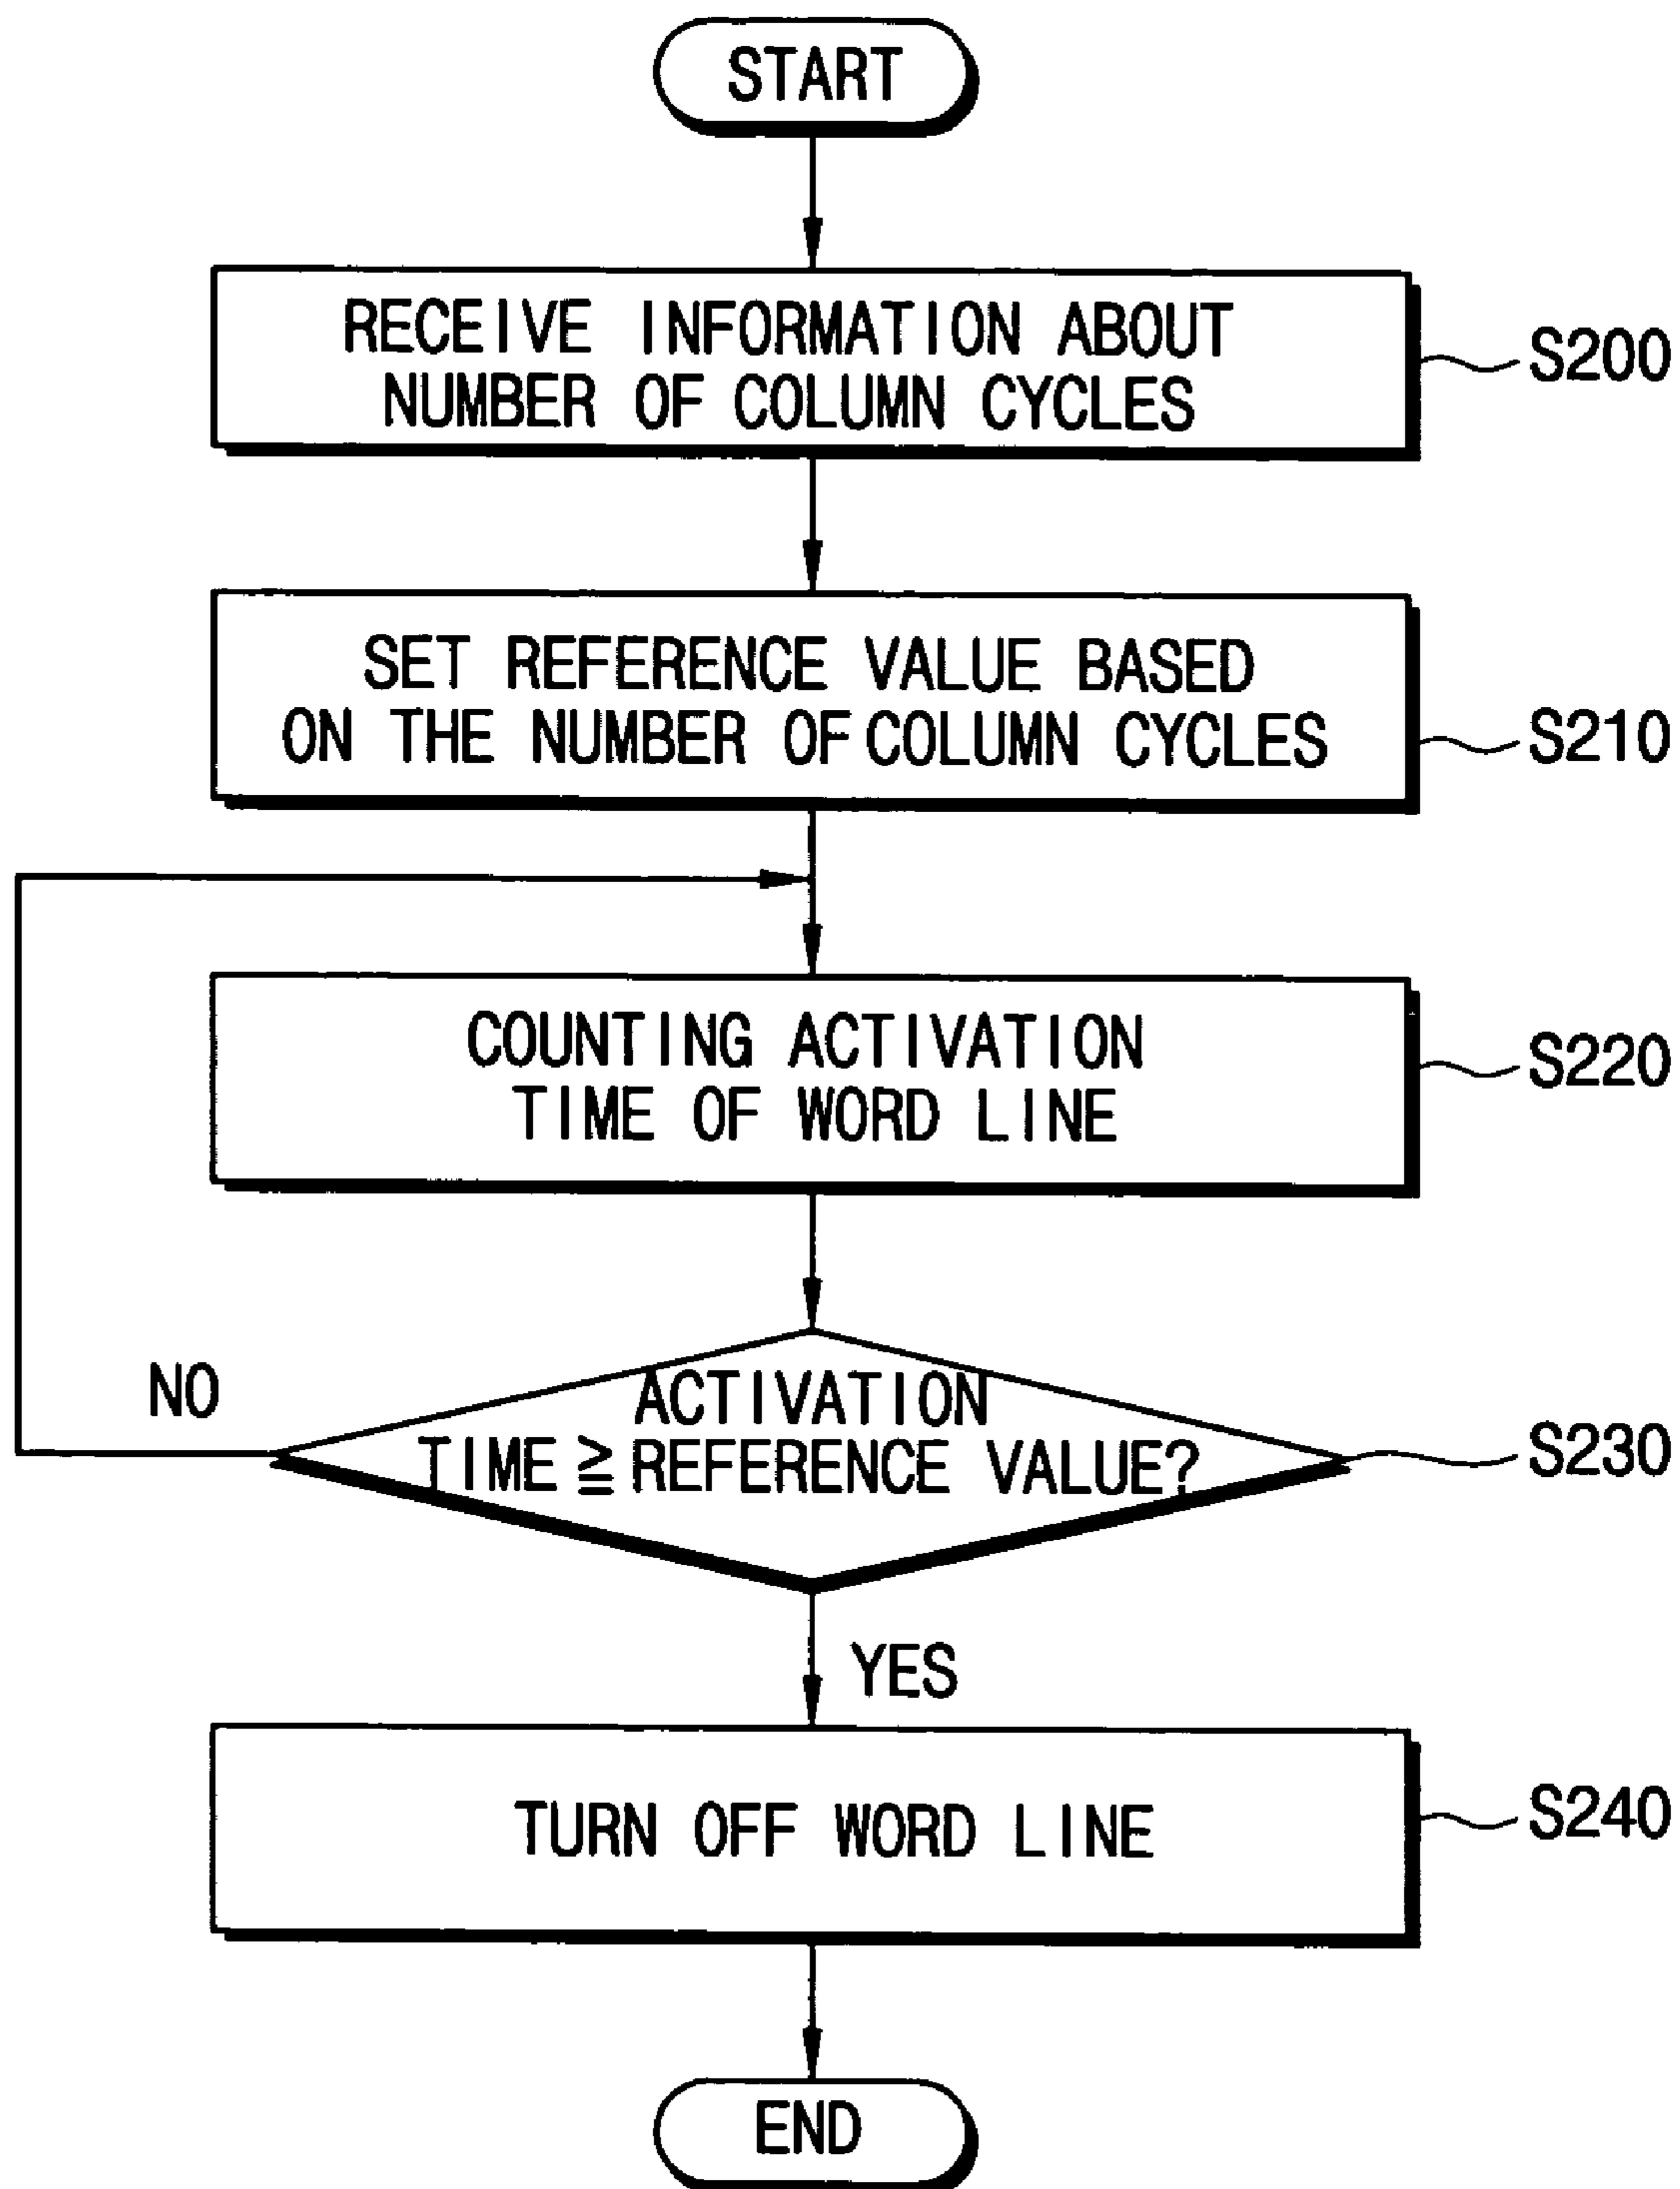 START
RECEIVE INFORMATION ABOUT
NUMBER OF COLUMN CYCLES
S200
SET REFERENCE VALUE BASED
ON THE NUMBER OF COLUMN CYCLES
S210
COUNTING ACTIVATION
TIME OF WORD LINE
S220
NO
ACTIVATION
TIME ≧ REFERENCE VALUE?
S230
YES
TURN OFF WORD LINE
S240
END